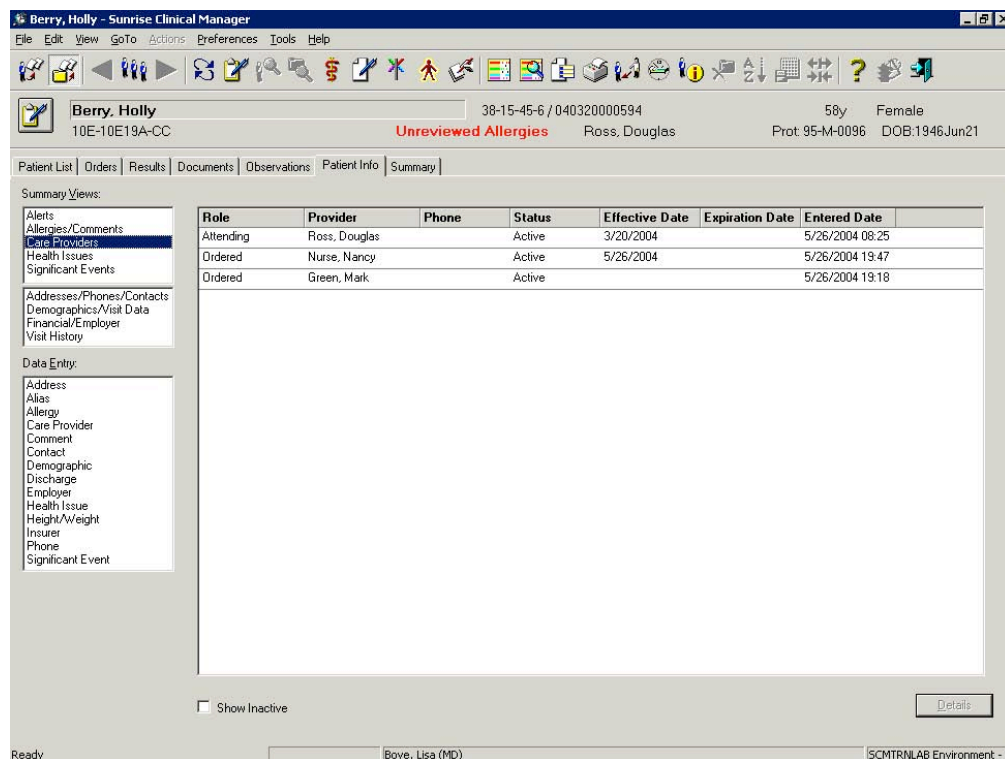 Berry, Holly - Sunrise Clinical Manager
File Edit View GoTo Actions Preferences Tools Help
Berry, Holly 38-15-45-6 / 040320000594 58y Female
10E-10E19A-CC Unreviewed Allergies Ross, Douglas Prot: 95-M-0096 DOB:1946Jun21
Patient List Orders Results Documents Observations Patient Info Summary
Summary Views:
Alerts
Allergies/Comments
Care Providers
Health Issues
Significant Events
Addresses/Phones/Contacts
Demographics/Visit Data
Financial/Employer
Visit History
Data Entry:
Address
Alias
Allergy
Care Provider
Comment
Contact
Demographic
Discharge
Employer
Health Issue
Height/Weight
Insurer
Phone
Significant Event
Role Provider Phone Status Effective Date Expiration Date Entered Date
Attending Ross, Douglas Active 3/20/2004 5/26/2004 08:25
Ordered Nurse, Nancy Active 5/26/2004 5/26/2004 19:47
Ordered Green, Mark Active 5/26/2004 19:18
Show Inactive
Details
Ready Bove, Lisa (MD) SCMTRNLAB Environment -